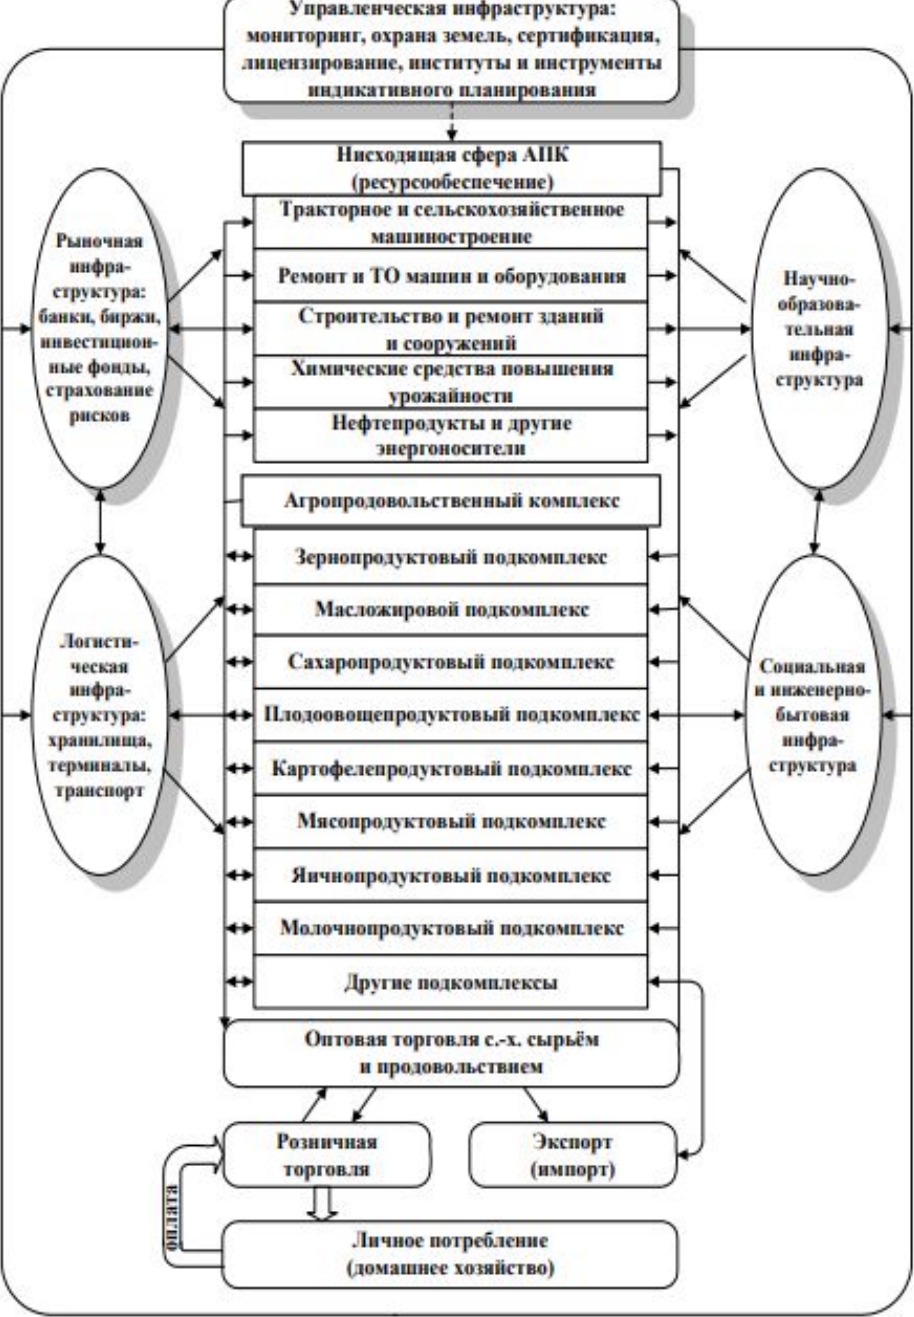 Управленческая инфраструктура:
мониторинг, охрана земель, сертификация,
лицензирование, институты и инструменты
индикативного планирования
Нисходящая сфера АПК
(ресурсообеспечение)
Тракторное и сельскохозяйственное
машиностроение
Ремонт и ТО машин и оборудования
Строительство и ремонт зданий
и сооружений
Химические средства повышения
урожайности
Нефтепродукты и другие
энергоносители
Рыночная
инфра-
структура:
банки, биржи,
инвестицион-
ные фонды,
страхование
рисков
Научно-
образова-
тельная
инфра-
структура
Агропродовольственный комплекс
Зернопродуктовый подкомплекс
Масложировой подкомплекс
Сахаропродуктовый подкомплекс
Плодоовощепродуктовый подкомплекс
Картофелепродуктовый подкомплекс
Мясопродуктовый подкомплекс
Яичнопродуктовый подкомплекс
Молочнопродуктовый подкомплекс
Другие подкомплексы
Логисти-
ческая
инфра-
структура:
хранилища,
терминалы,
транспорт
Социальная
и инженерно-
бытовая
инфра-
структура
Оптовая торговля с.-х. сырьём
и продовольствием
Розничная
торговля
Экспорт
(импорт)
оплата
Личное потребление
(домашнее хозяйство)